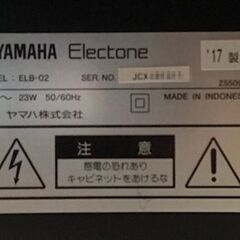 YAMAHA Electone
'17 製
EL : ELB-02 SER NO. JCX
23W 50/60Hz
MADE IN INDONES
ヤマハ株式会社
注 意
感電の恐れあり
キャビネットをあけるな